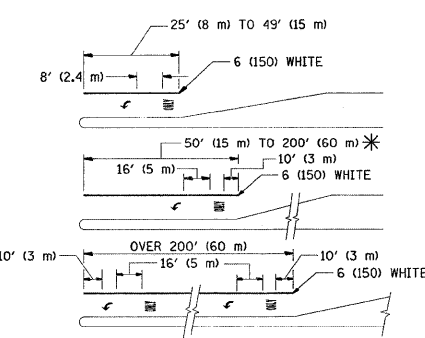 25' (8 m) TO 49' (15 m)
8' (2.4 m)
6 (150) WHITE
50' (15 m) TO 200' (60 m) *
16' (5 m)
10' (3 m)
6 (150) WHITE
OVER 200' (60 m)
10' (3 m)
16' (5 m)
10' (3 m)
6 (150) WHITE